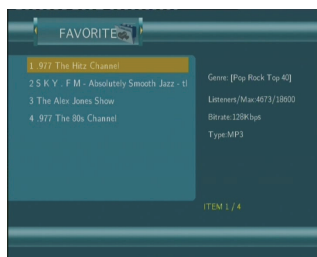 FAVORITE
1 .977 The Hitz Channel
2 S K Y . F M - Absolutely Smooth Jazz - tl
3 The Alex Jones Show
4 .977 The 80s Channel
Genre: [Pop Rock Top 40]
Listeners/Max:4673/18600
Bitrate:128Kbps
Type:MP3
ITEM 1 / 4